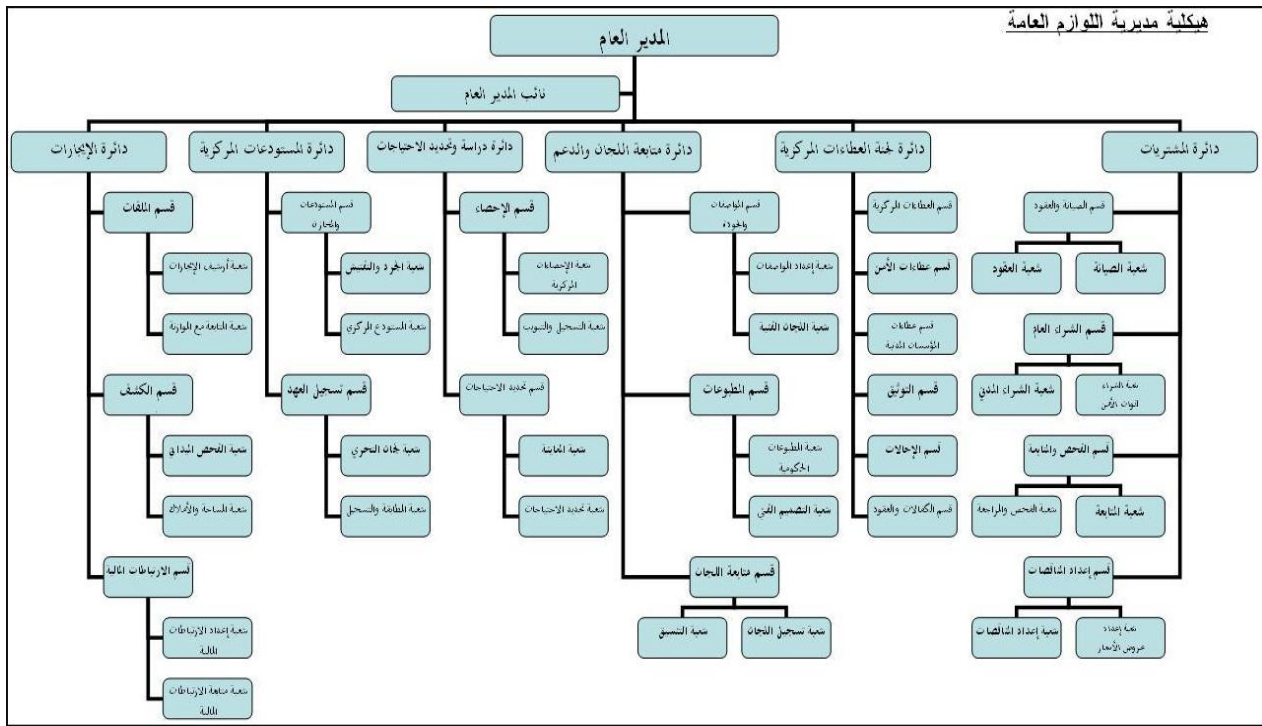 هيكلية مديرية اللوازم العامة
المدير العام
نائب المدير العام
دائرة المشتريات
دائرة لجنة العطاءات المركزية
دائرة متابعة اللجان والدعم
دائرة دراسة وتحديد الاحتياجات
دائرة المستودعات المركزية
دائرة الإيجارات
قسم الصيانة والعقود
شعبة الصيانة
شعبة العقود
قسم الشراء العام
شعبة الشراء
أدوات الأمن
شعبة الشراء المدني
قسم الفحص والمتابعة
شعبة المتابعة
شعبة الفحص والمراجعة
قسم إعداد المناقصات
شعبة إعداد
عروض الأسعار
شعبة إعداد المناقصات
قسم العطاءات المركزية
قسم عطاءات الأمن
قسم عطاءات
المؤسسات المدنية
قسم التوثيق
قسم الإحالات
قسم الكفالات والعقود
قسم المواصفات
والجودة
شعبة إعداد المواصفات
شعبة اللجان الفنية
قسم المطبوعات
شعبة المطبوعات
الحكومية
شعبة التصميم الفني
قسم متابعة اللجان
شعبة تسجيل اللجان
شعبة التنسيق
قسم الإحصاء
شعبة الإحصاءات
المركزية
شعبة التسجيل والتبويب
قسم تحديد الاحتياجات
شعبة المعاينة
شعبة تحديد الاحتياجات
قسم المستودعات
والمخازن
شعبة الجرد والتفتيش
شعبة المستودع المركزي
قسم تسجيل العهد
شعبة لجان التحري
شعبة المطابقة والتسجيل
قسم الملفات
شعبة أرشيف الإيجارات
شعبة المتابعة مع الموازنة
قسم الكشف
شعبة الفحص الميداني
شعبة المساحة والأملاك
قسم الارتباطات المالية
شعبة إعداد الارتباطات
المالية
شعبة متابعة الارتباطات
المالية